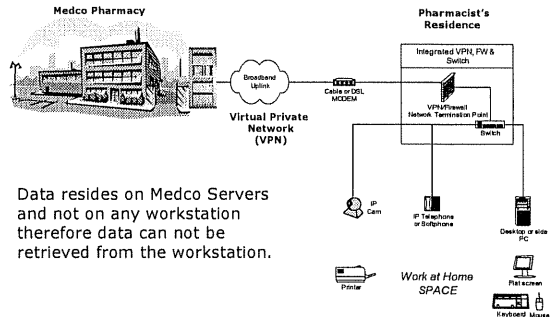 Medco Pharmacy
Pharmacist's
Residence
Integrated VPN, FW &
Switch
Broadband
Uplink
Cable or DSL
MODEM
VPN/Firewall
Network Termination Point
Switch
Virtual Private
Network
(VPN)
Data resides on Medco Servers
and not on any workstation
therefore data can not be
retrieved from the workstation.
IP
Cam
IP Telephone
or Softphone
Desktop or side
PC
Printer
Work at Home
SPACE
Flat screen
Keyboard Mouse